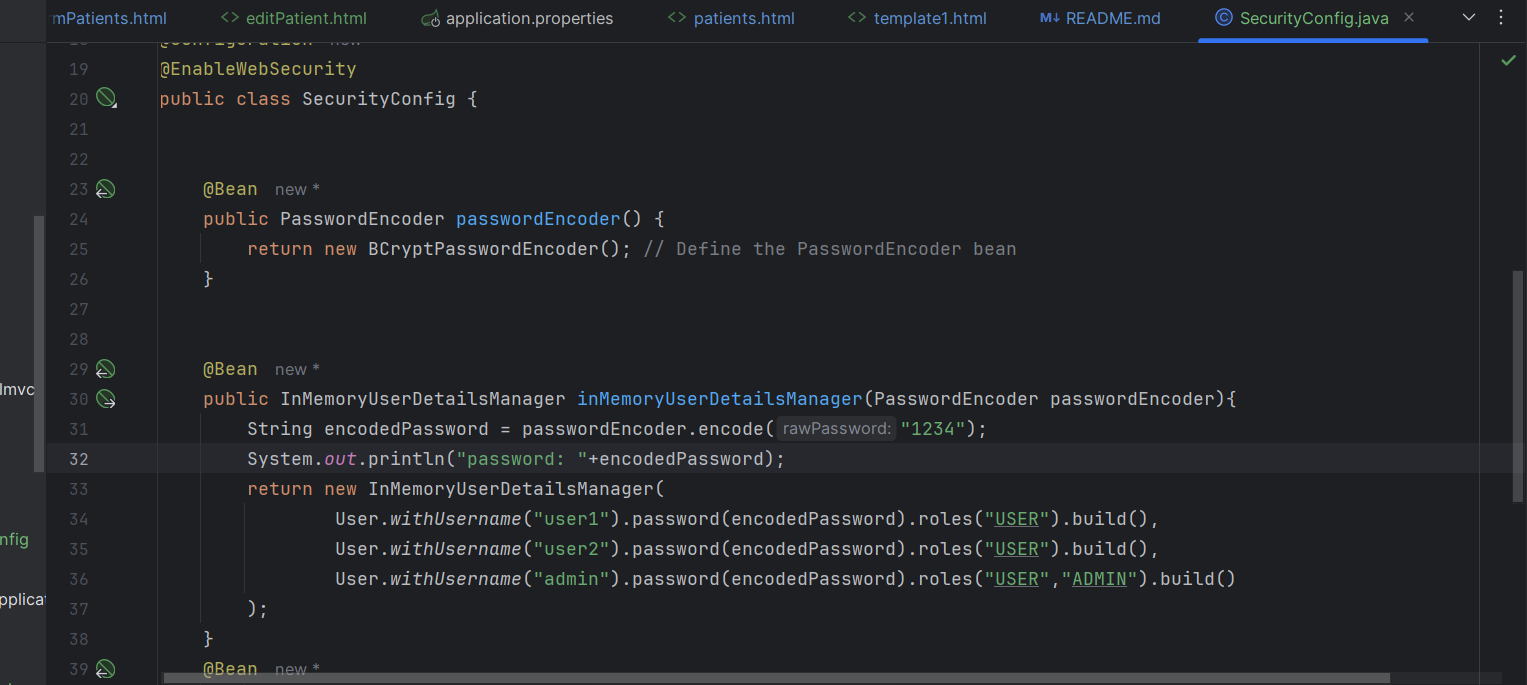 mPatients.html <> editPatient.html application.properties <> patients.html <> template1.html M↓ README.md © SecurityConfig.java ×
@Configuration new *
19 @EnableWebSecurity
20 public class SecurityConfig {
21
22
23 @Bean new *
24 public PasswordEncoder passwordEncoder() {
25 return new BCryptPasswordEncoder(); // Define the PasswordEncoder bean
26 }
27
28
29 @Bean new *
30 public InMemoryUserDetailsManager inMemoryUserDetailsManager(PasswordEncoder passwordEncoder){
31 String encodedPassword = passwordEncoder.encode( rawPassword: "1234");
32 System.out.println("password: "+encodedPassword);
33 return new InMemoryUserDetailsManager(
34 User.withUsername("user1").password(encodedPassword).roles("USER").build(),
35 User.withUsername("user2").password(encodedPassword).roles("USER").build(),
36 User.withUsername("admin").password(encodedPassword).roles("USER","ADMIN").build()
37 );
38 }
39 @Bean new *
lmvc
nfig
pplicat